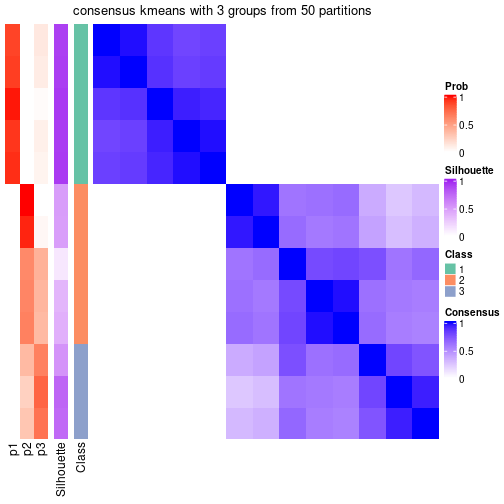 consensus kmeans with 3 groups from 50 partitions
Prob
1
0.5
0
Silhouette
1
0.5
0
Class
1
2
3
Consensus
1
0.5
0
p1
p2
p3
Silhouette
Class